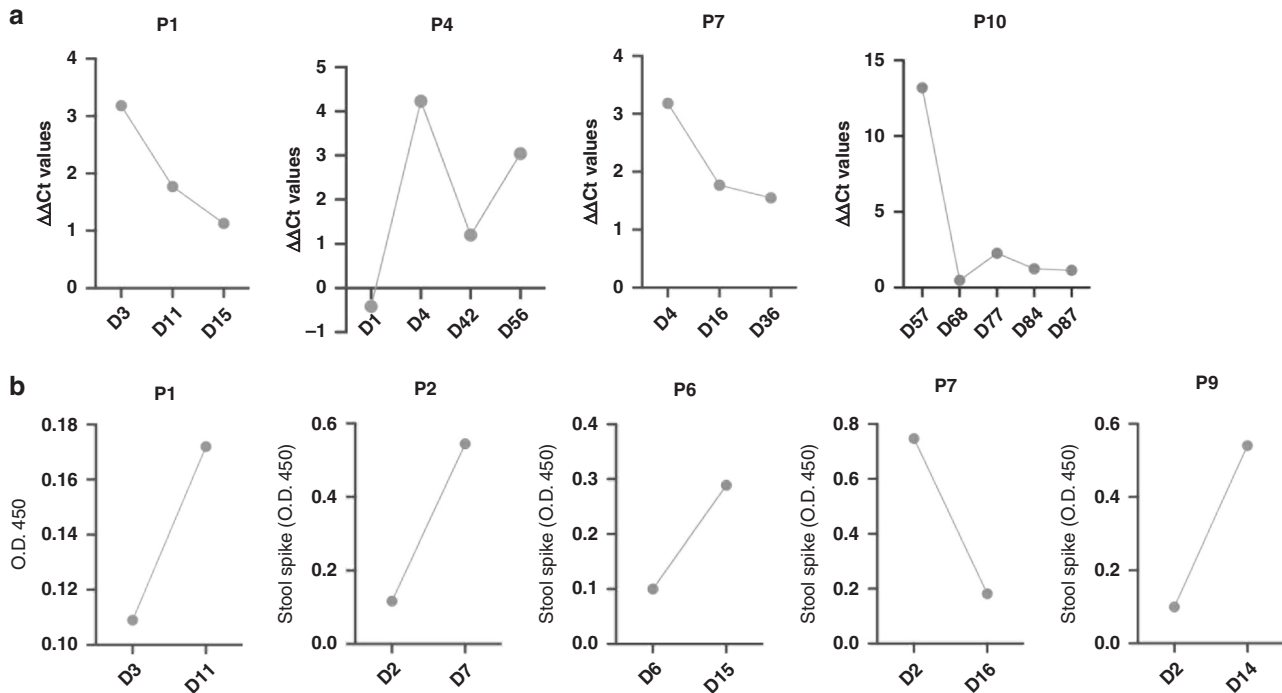 a
P1
ΔΔCt values
4
3
2
1
0
D3 D11 D15
P4
ΔΔCt values
5
4
3
2
1
0
−1
D1 D4 D42 D56
P7
ΔΔCt values
4
3
2
1
0
D4 D16 D36
P10
ΔΔCt values
15
10
5
0
D57 D68 D77 D84 D87
b
P1
O.D. 450
0.18
0.16
0.14
0.12
0.10
D3 D11
P2
Stool spike (O.D. 450)
0.6
0.4
0.2
0.0
D2 D7
P6
Stool spike (O.D. 450)
0.4
0.3
0.2
0.1
0.0
D6 D15
P7
Stool spike (O.D. 450)
0.8
0.6
0.4
0.2
0.0
D2 D16
P9
Stool spike (O.D. 450)
0.6
0.4
0.2
0.0
D2 D14